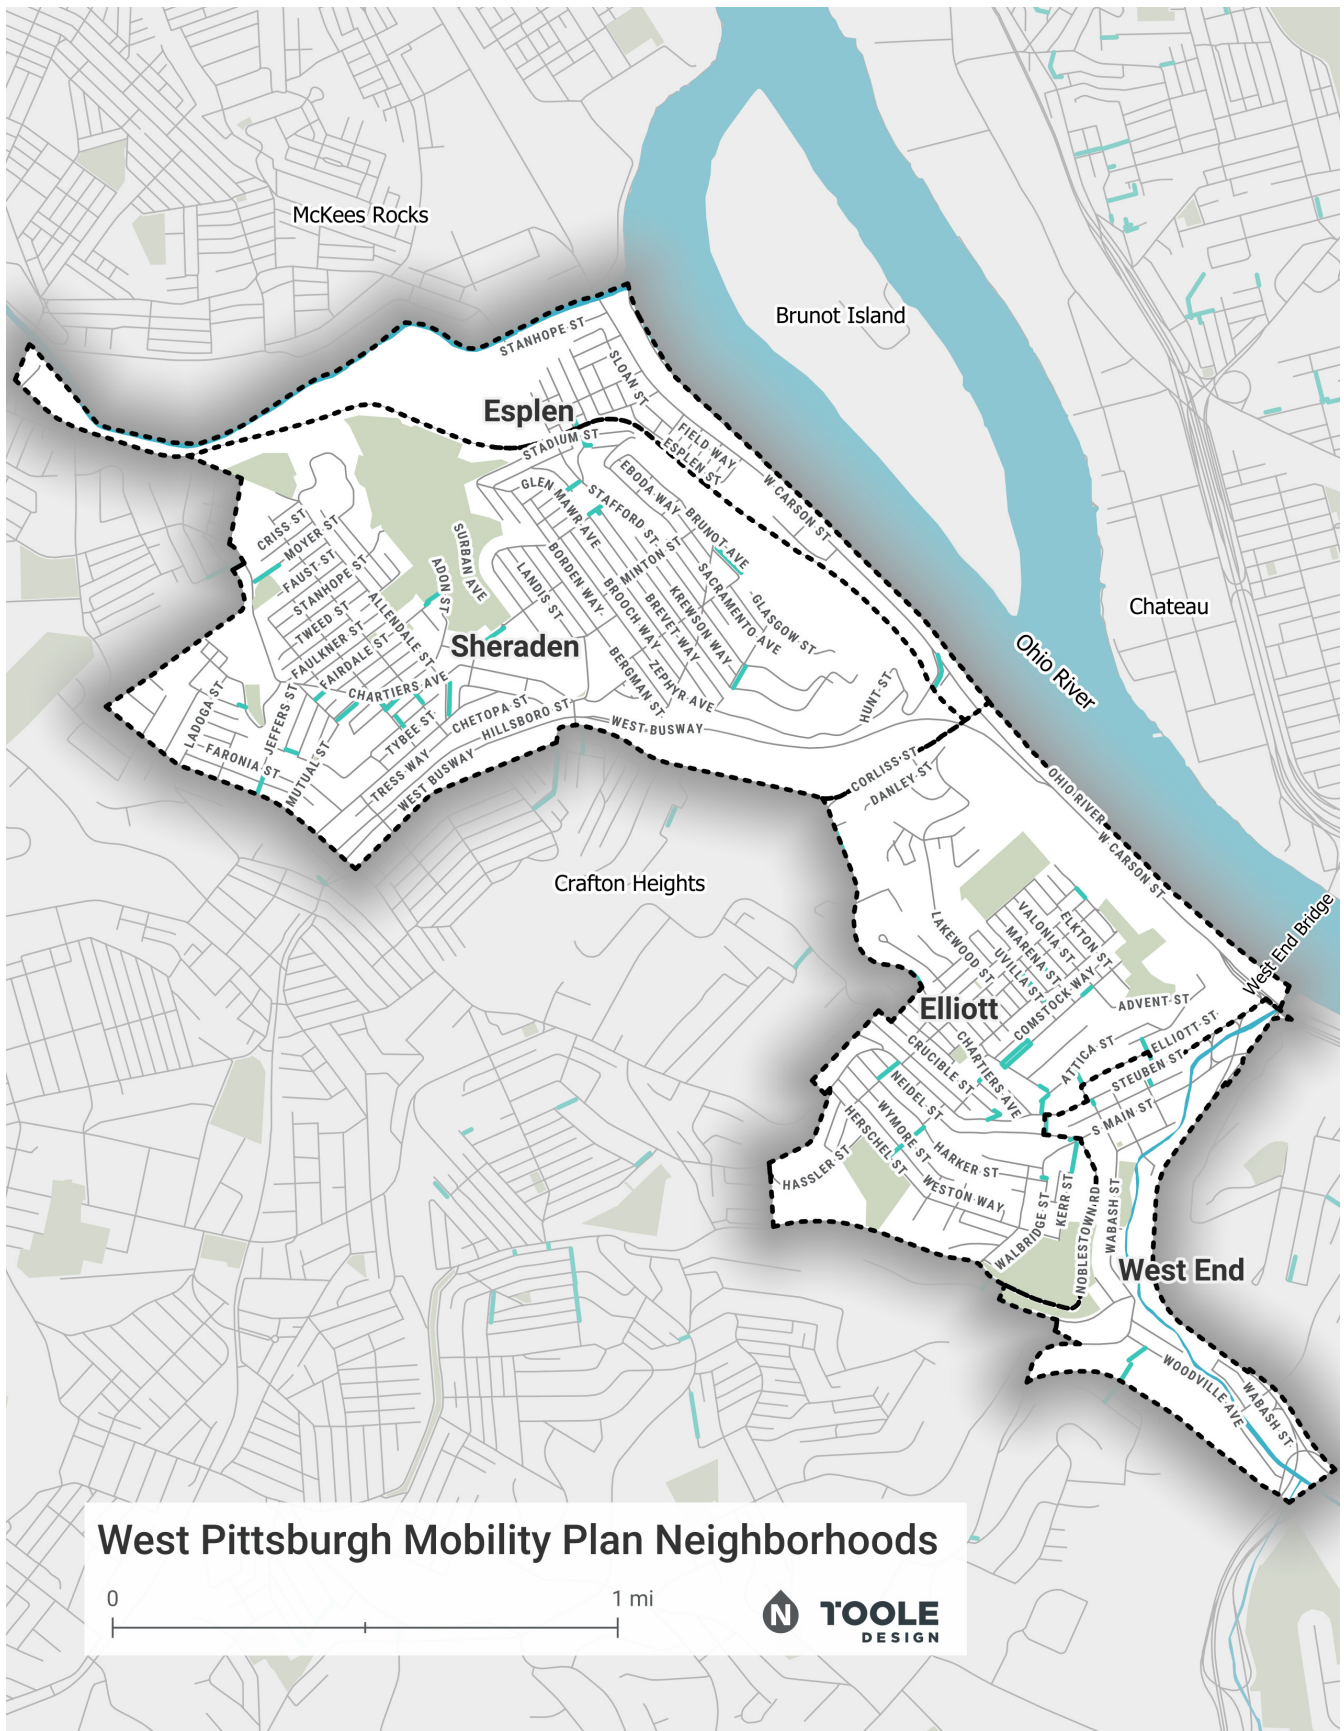 McKees Rocks
Brunot Island
STANHOPE ST
SLOAN ST
Esplen
FIELD WAY
ESPLEN ST
STADIUM ST
W CARSON ST
EBODA WAY
GLEN MAWR AVE
STAFFORD ST
BRUNOT AVE
CRISS ST
MOYER ST
FAUST ST
STANHOPE ST
TWEED ST
FAULKNER ST
FAIRDALE ST
ALLENDALE ST
ADON ST
SURBAN AVE
LANDIS ST
BORDEN WAY
MINTON ST
BROOCH WAY
BREVET WAY
KREWSON WAY
SACRAMENTO AVE
GLASGOW ST
Chateau
Sheraden
Ohio River
BERGMAN ST
ZEPHYR AVE
CHARTIERS AVE
LADOGA ST
JEFFERS ST
FARONIA ST
MUTUAL ST
TYBEE ST
CHETOPA ST
HILLSBORO ST
TRESS WAY
WEST BUSWAY
WEST BUSWAY
HUNT ST
CORLISS ST
DANLEY ST
OHIO RIVER
W CARSON ST
Crafton Heights
West End Bridge
LAKEWOOD ST
VALONIA ST
ELKTON ST
MARENA ST
UVILLA ST
COMSTOCK WAY
ADVENT ST
Elliott
CHARTIERS AVE
CRUCIBLE ST
ATTICA ST
ELLIOTT ST
STEUBEN ST
S MAIN ST
NEIDEL ST
WYMORE ST
HERSCHEL ST
HARKER ST
HASSLER ST
WESTON WAY
WALBRIDGE ST
KERR ST
NOBLESTOWN RD
WABASH ST
West End
WOODVILLE AVE
WABASH ST
West Pittsburgh Mobility Plan Neighborhoods
0 1 mi
N TOOLE
DESIGN